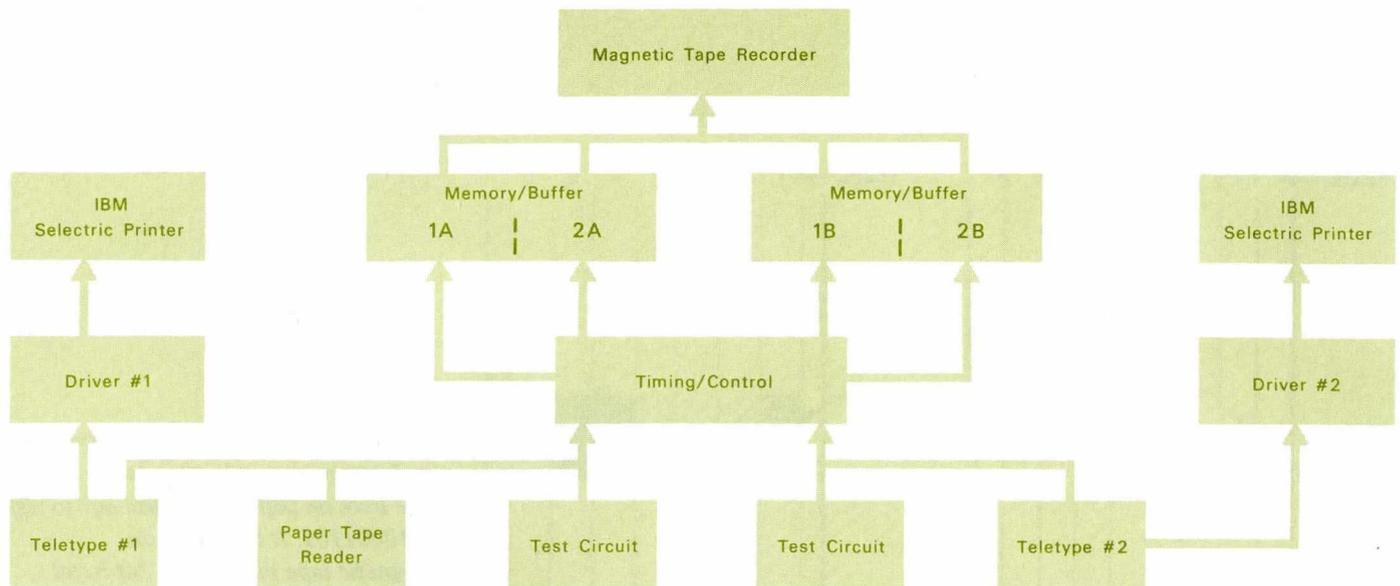 Magnetic Tape Recorder
IBM
Selectric Printer
Memory/Buffer
1A 2A
Memory/Buffer
1B 2B
IBM
Selectric Printer
Driver #1
Timing/Control
Driver #2
Teletype #1
Paper Tape
Reader
Test Circuit
Test Circuit
Teletype #2